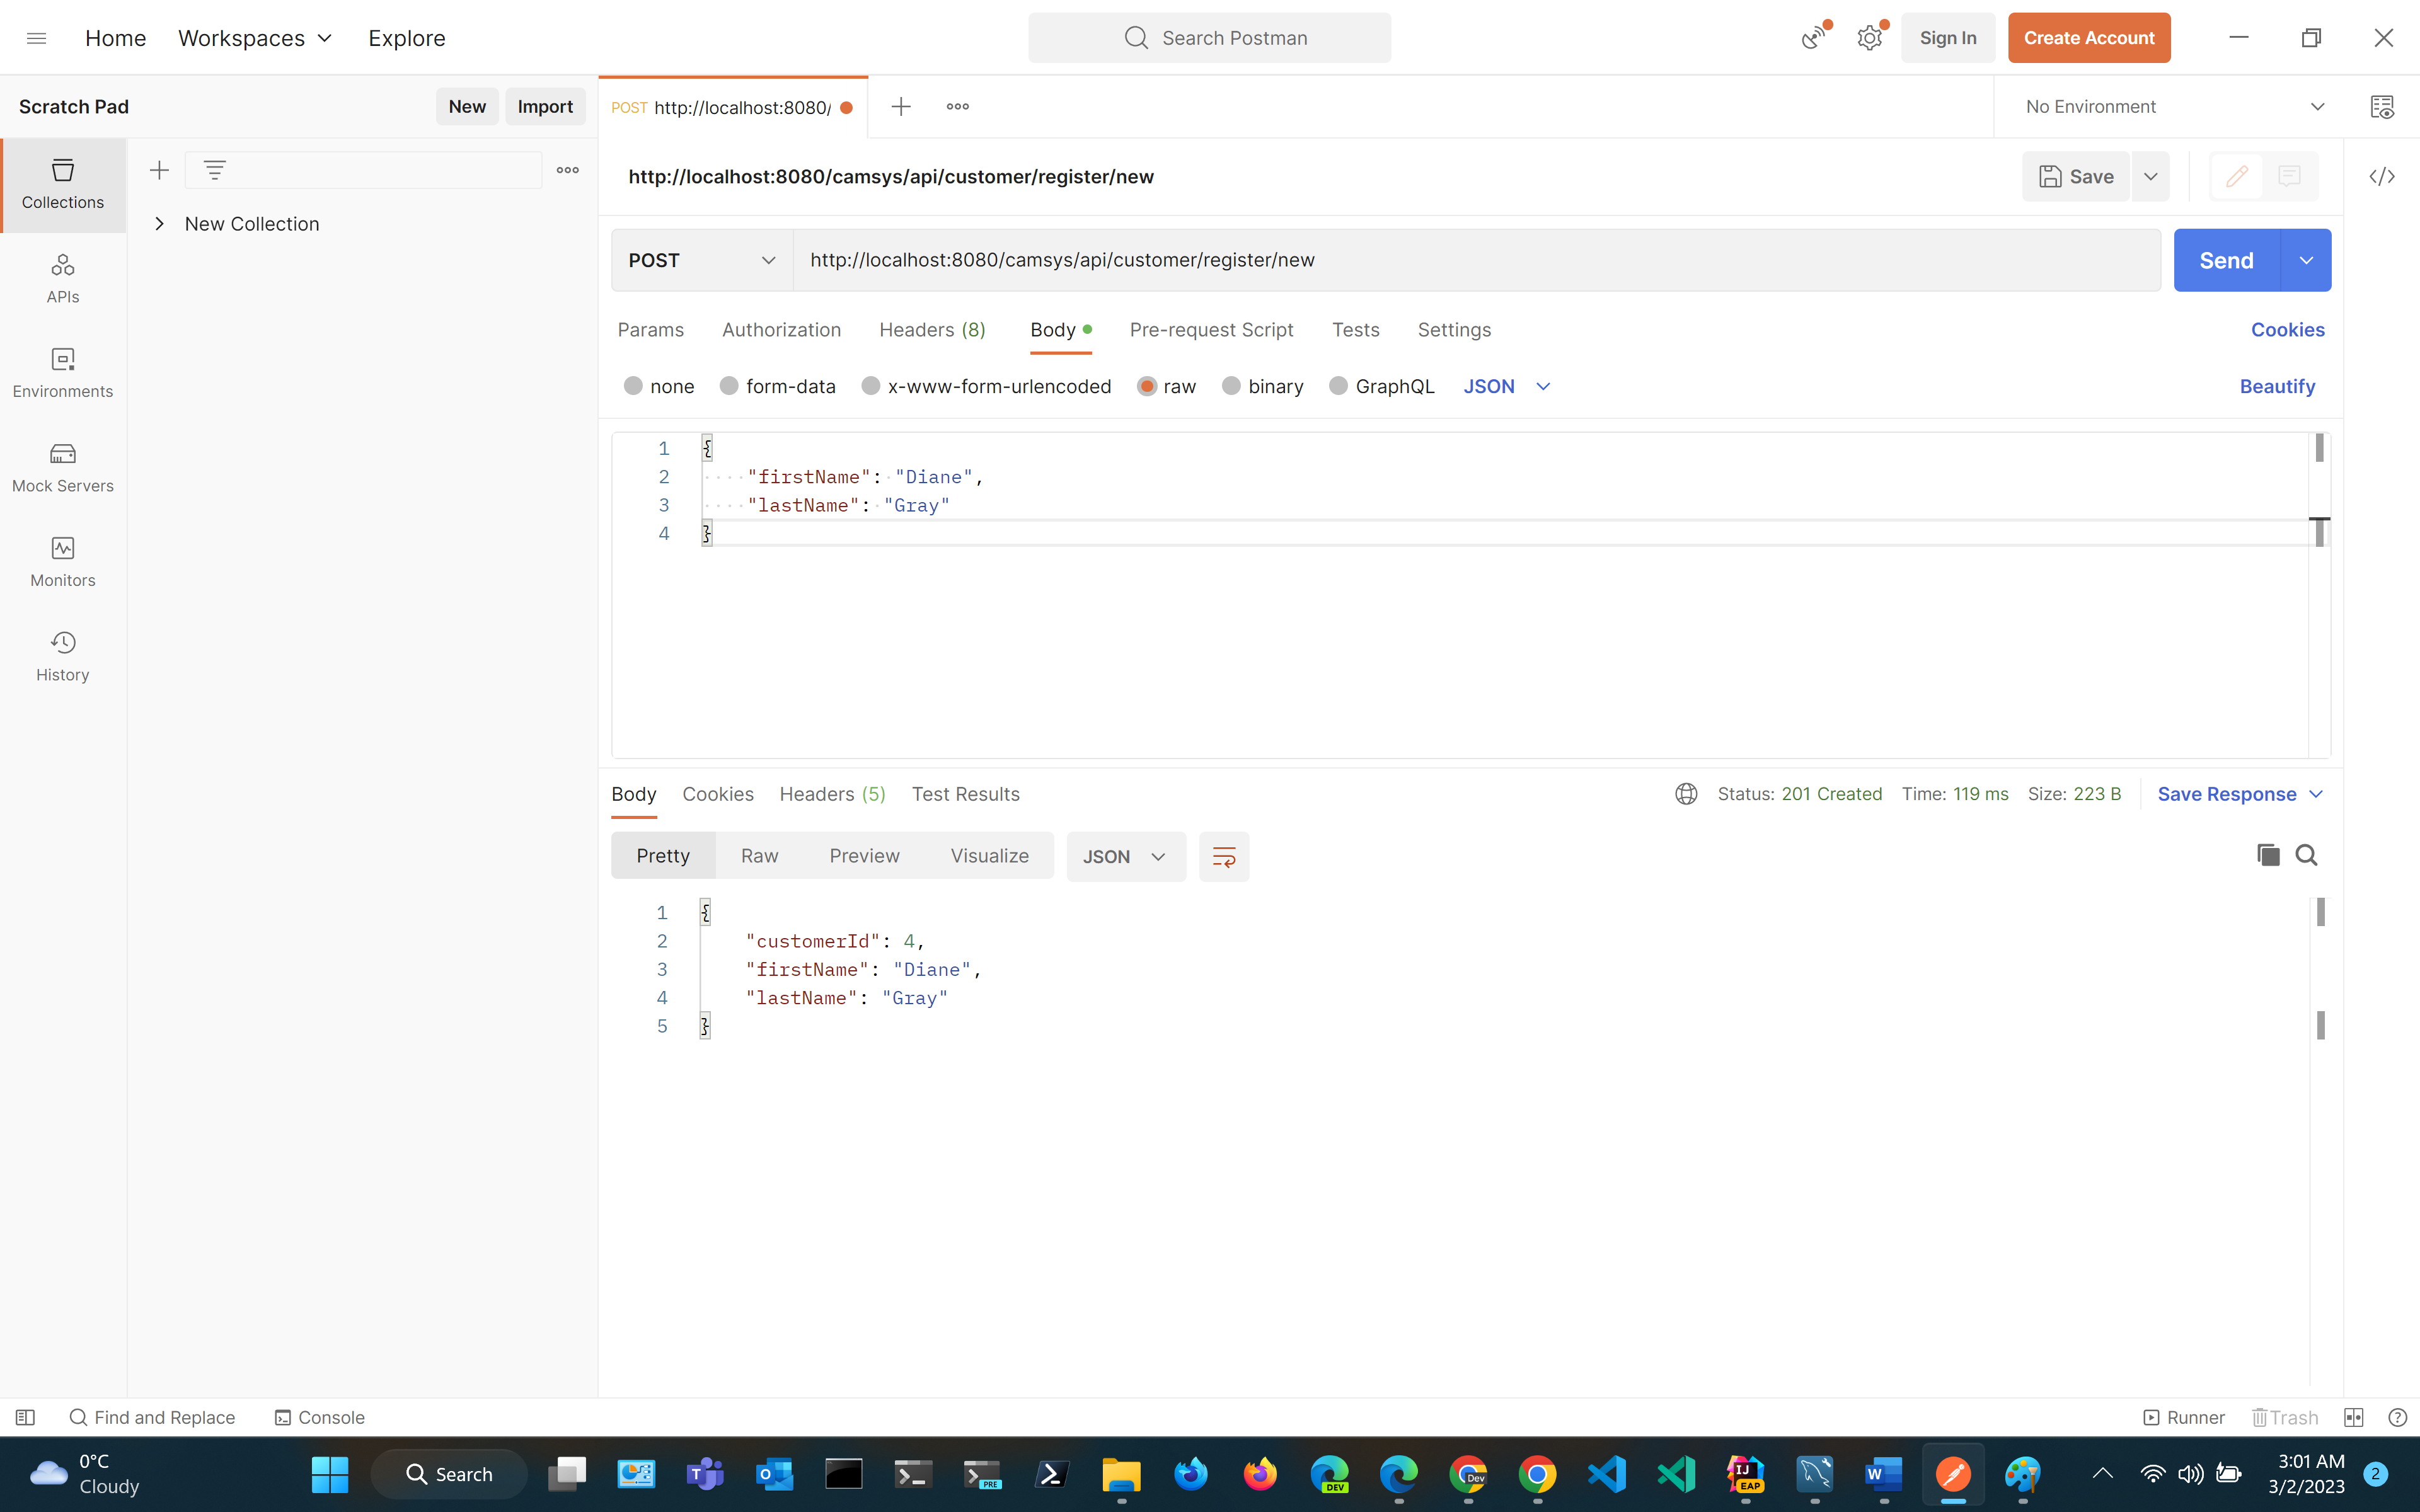 Home Workspaces Explore Search Postman Sign In Create Account
Scratch Pad New Import POST http://localhost:8080/ No Environment
Collections
New Collection
APIs
Environments
Mock Servers
Monitors
History
http://localhost:8080/camsys/api/customer/register/new Save
POST http://localhost:8080/camsys/api/customer/register/new Send
Params Authorization Headers (8) Body Pre-request Script Tests Settings Cookies
none form-data x-www-form-urlencoded raw binary GraphQL JSON Beautify
1 {
2 "firstName": "Diane",
3 "lastName": "Gray"
4 }
Body Cookies Headers (5) Test Results Status: 201 Created Time: 119 ms Size: 223 B Save Response
Pretty Raw Preview Visualize JSON
1 {
2 "customerId": 4,
3 "firstName": "Diane",
4 "lastName": "Gray"
5 }
Find and Replace Console Runner Trash
0°C
Cloudy
Search
PRE
DEV
Dev
IJ
EAP
3:01 AM
3/2/2023
2